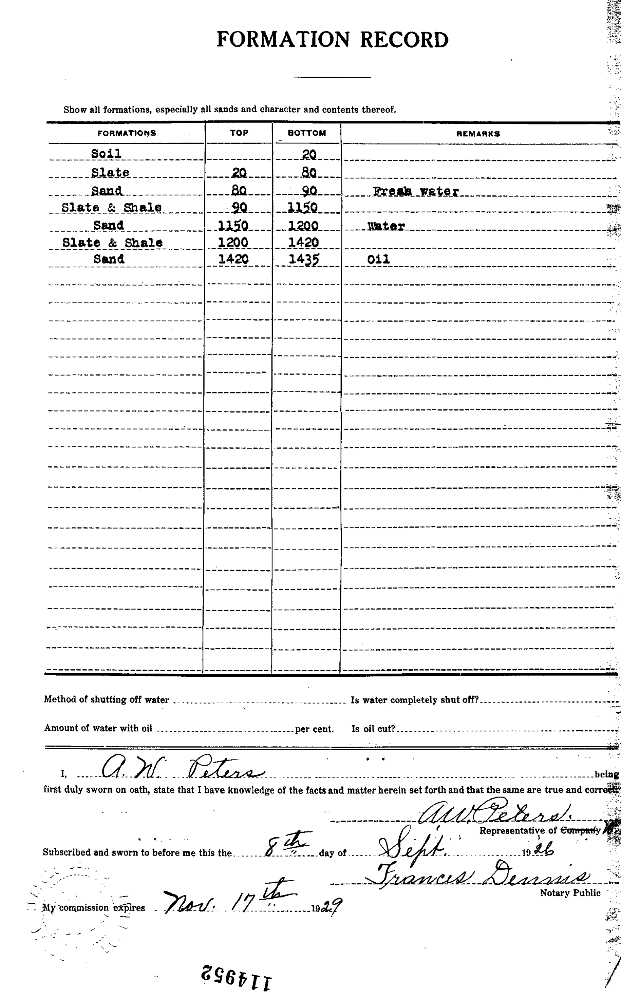 FORMATION RECORD
Show all formations, especially all sands and character and contents thereof.
FORMATIONS TOP BOTTOM REMARKS
Soil 20
Slate 20 80
Sand 80 90 Fresh water
Slate & Shale 90 1150
Sand 1150 1200 Water
Slate & Shale 1200 1420
Sand 1420 1435 Oil
Method of shutting off water Is water completely shut off?
Amount of water with oil per cent. Is oil cut?
I, A. W. Peters being
first duly sworn on oath, state that I have knowledge of the facts and matter herein set forth and that the same are true and correct.
A. W. Peters.
Representative of Company
Subscribed and sworn to before me this the 8th day of Sept. 1926
Frances Dennis
Notary Public
My commission expires Nov. 17th 1929
114952